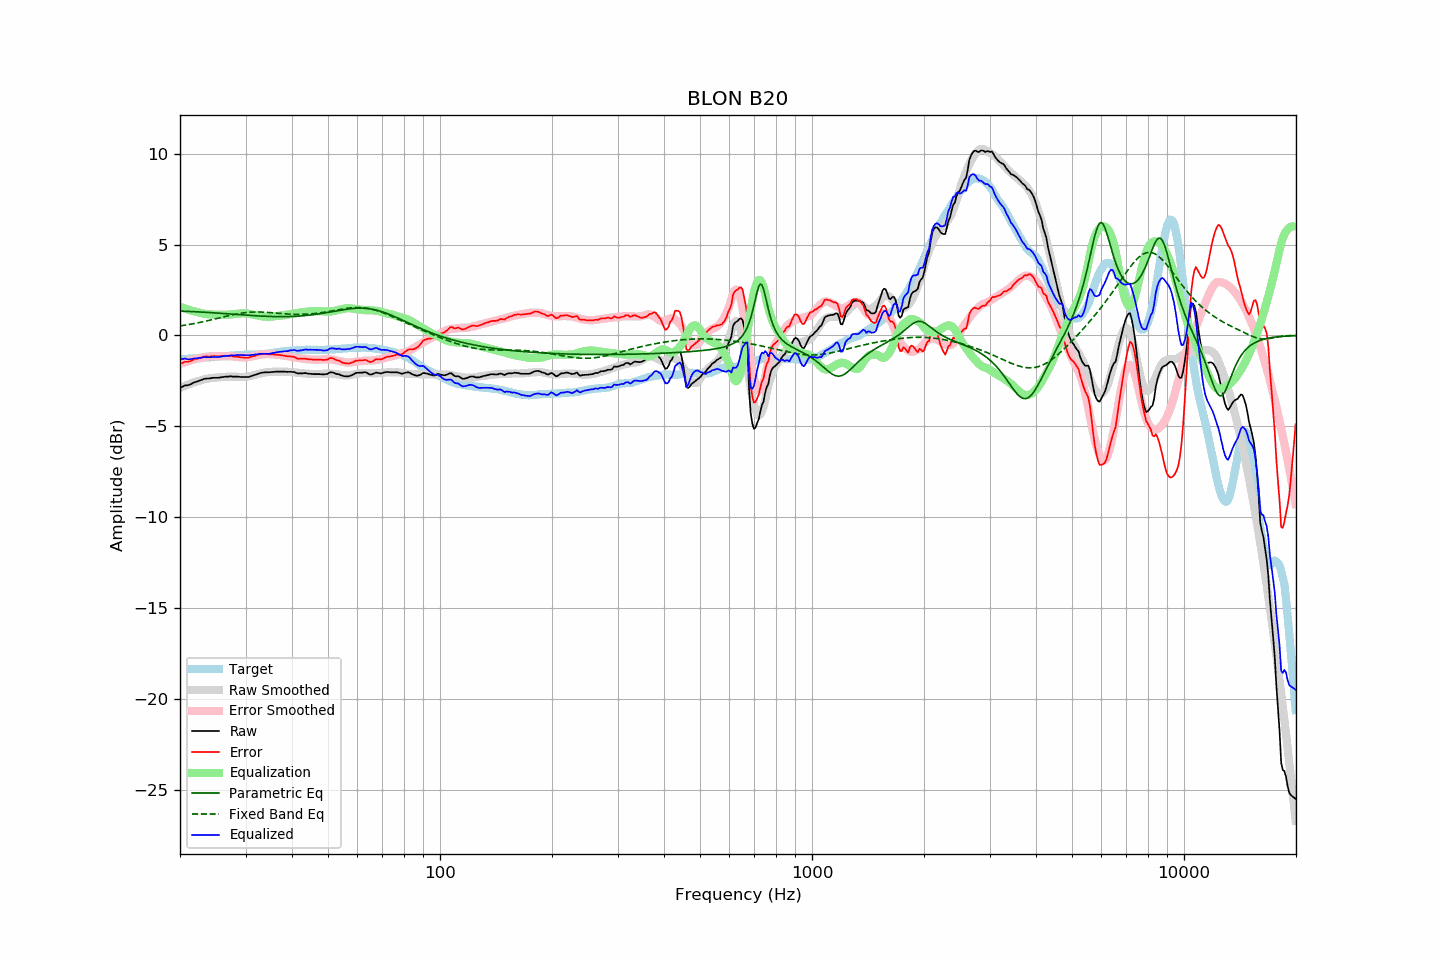 BLON B20
10
5
0
−5
−10
−15
−20
−25
Amplitude (dBr)
Target
Raw Smoothed
Error Smoothed
Raw
Error
Equalization
Parametric Eq
Fixed Band Eq
Equalized
100
1000
10000
Frequency (Hz)